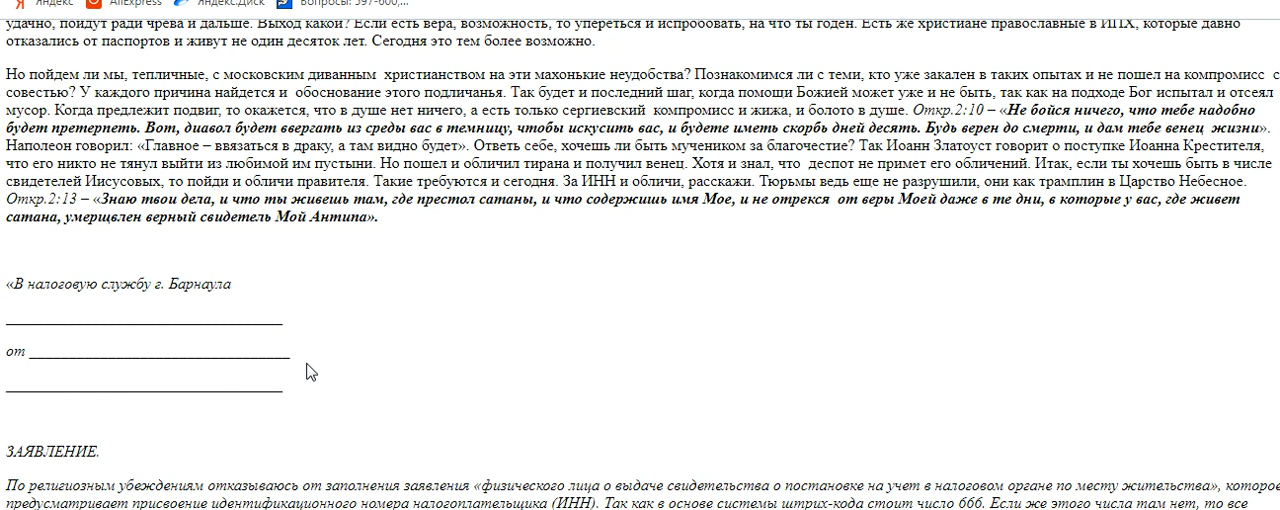 Яндекс AliExpress Яндекс.Диск Вопросы: 597-600,...
удачно, пойдут ради чрева и дальше. Выход какой? Если есть вера, возможность, то упереться и испробовать, на что ты годен. Есть же христиане православные в ИПХ, которые давно
отказались от паспортов и живут не один десяток лет. Сегодня это тем более возможно.
Но пойдем ли мы, тепличные, с московским диванным христианством на эти махонькие неудобства? Познакомимся ли с теми, кто уже закален в таких опытах и не пошел на компромисс с
совестью? У каждого причина найдется и обоснование этого подличанья. Так будет и последний шаг, когда помощи Божией может уже и не быть, так как на подходе Бог испытал и отсеял
мусор. Когда предлежит подвиг, то окажется, что в душе нет ничего, а есть только сергиевский компромисс и жижа, и болото в душе. Откр.2:10 – «Не бойся ничего, что тебе надобно
будет претерпеть. Вот, диавол будет ввергать из среды вас в темницу, чтобы искусить вас, и будете иметь скорбь дней десять. Будь верен до смерти, и дам тебе венец жизни».
Наполеон говорил: «Главное – ввязаться в драку, а там видно будет». Ответь себе, хочешь ли быть мучеником за благочестие? Так Иоанн Златоуст говорит о поступке Иоанна Крестителя,
что его никто не тянул выйти из любимой им пустыни. Но пошел и обличил тирана и получил венец. Хотя и знал, что деспот не примет его обличений. Итак, если ты хочешь быть в числе
свидетелей Иисусовых, то пойди и обличи правителя. Такие требуются и сегодня. За ИНН и обличи, расскажи. Тюрьмы ведь еще не разрушили, они как трамплин в Царство Небесное.
Откр.2:13 – «Знаю твои дела, и что ты живешь там, где престол сатаны, и что содержишь имя Мое, и не отрекся от веры Моей даже в те дни, в которые у вас, где живет
сатана, умерщвлен верный свидетель Мой Антипа».
«В налоговую службу г. Барнаула
от
ЗАЯВЛЕНИЕ.
По религиозным убеждениям отказываюсь от заполнения заявления «физического лица о выдаче свидетельства о постановке на учет в налоговом органе по месту жительства», которое
предусматривает присвоение идентификационного номера налогоплательщика (ИНН). Так как в основе системы штрих-кода стоит число 666. Если же этого числа там нет, то все